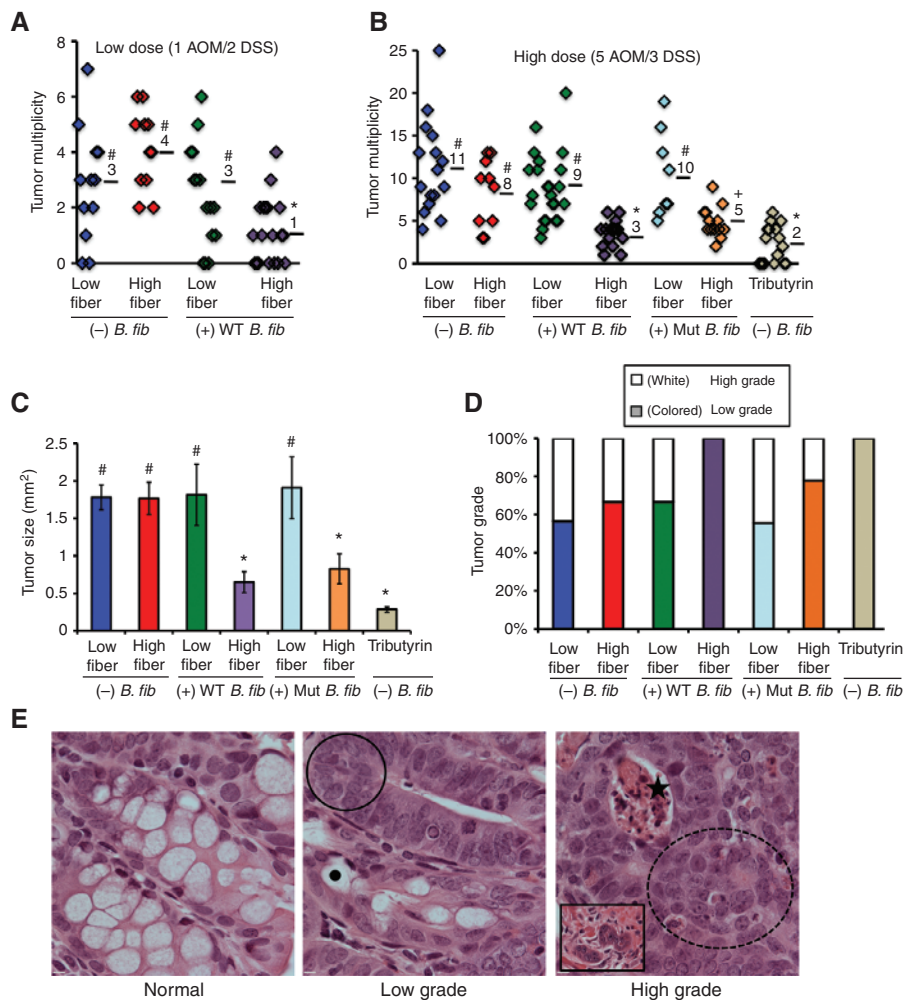 A
Low dose (1 AOM/2 DSS)
Tumor multiplicity
8
6
4
2
0
#
3
#
4
#
3
*
1
Low fiber
High fiber
Low fiber
High fiber
(–) B. fib
(+) WT B. fib
B
High dose (5 AOM/3 DSS)
Tumor multiplicity
25
20
15
10
5
0
#
11
#
8
#
9
*
3
#
10
+
5
*
2
Low fiber
High fiber
Low fiber
High fiber
Low fiber
High fiber
Tributyrin
(–) B. fib
(+) WT B. fib
(+) Mut B. fib
(–) B. fib
C
Tumor size (mm²)
2.5
2
1.5
1
0.5
0
#
#
#
*
#
*
*
Low fiber
High fiber
Low fiber
High fiber
Low fiber
High fiber
Tributyrin
(–) B. fib
(+) WT B. fib
(+) Mut B. fib
(–) B. fib
D
(White) High grade
(Colored) Low grade
Tumor grade
100%
80%
60%
40%
20%
0%
Low fiber
High fiber
Low fiber
High fiber
Low fiber
High fiber
Tributyrin
(–) B. fib
(+) WT B. fib
(+) Mut B. fib
(–) B. fib
E
Normal
Low grade
High grade